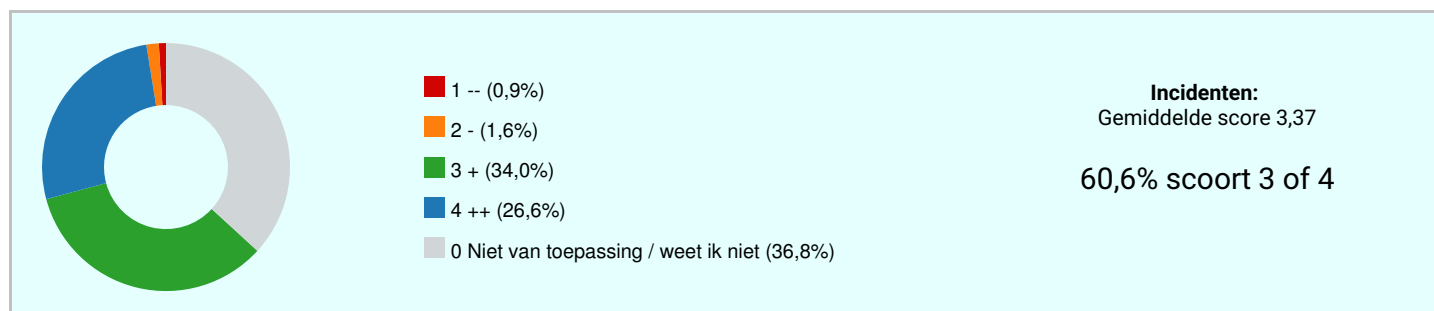 1 -- (0,9%)
2 - (1,6%)
3 + (34,0%)
4 ++ (26,6%)
0 Niet van toepassing / weet ik niet (36,8%)
Incidenten:
Gemiddelde score 3,37
60,6% scoort 3 of 4